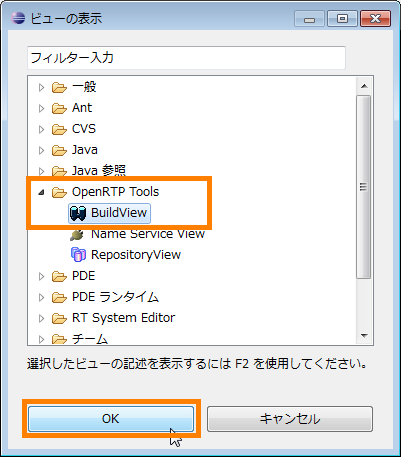 ビューの表示
フィルター入力
一般
Ant
CVS
Java
Java 参照
OpenRTP Tools
BuildView
Name Service View
RepositoryView
PDE
PDE ランタイム
RT System Editor
チーム
選択したビューの記述を表示するには F2 を使用してください。
OK
キャンセル